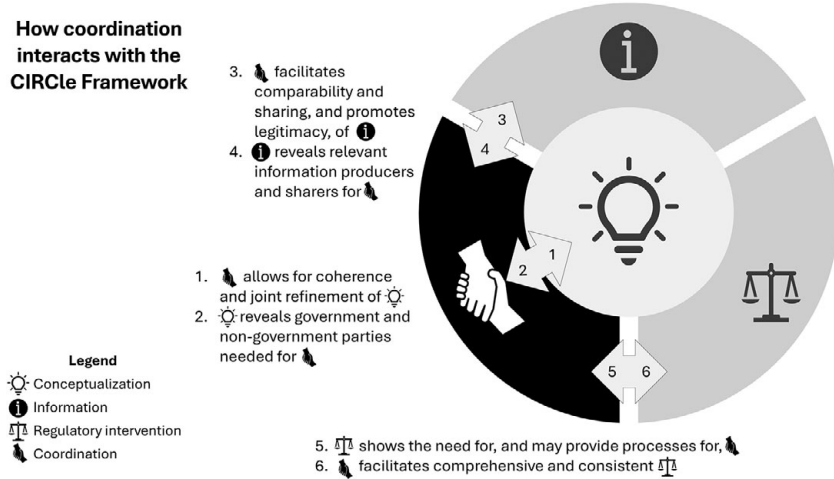 How coordination
interacts with the
CIRCle Framework
3. facilitates
comparability and
sharing, and promotes
legitimacy, of
4. reveals relevant
information producers
and sharers for
1. allows for coherence
and joint refinement of
2. reveals government and
non-government parties
needed for
Legend
Conceptualization
Information
Regulatory intervention
Coordination
5. shows the need for, and may provide processes for,
6. facilitates comprehensive and consistent
i
3
4
1
2
5 6